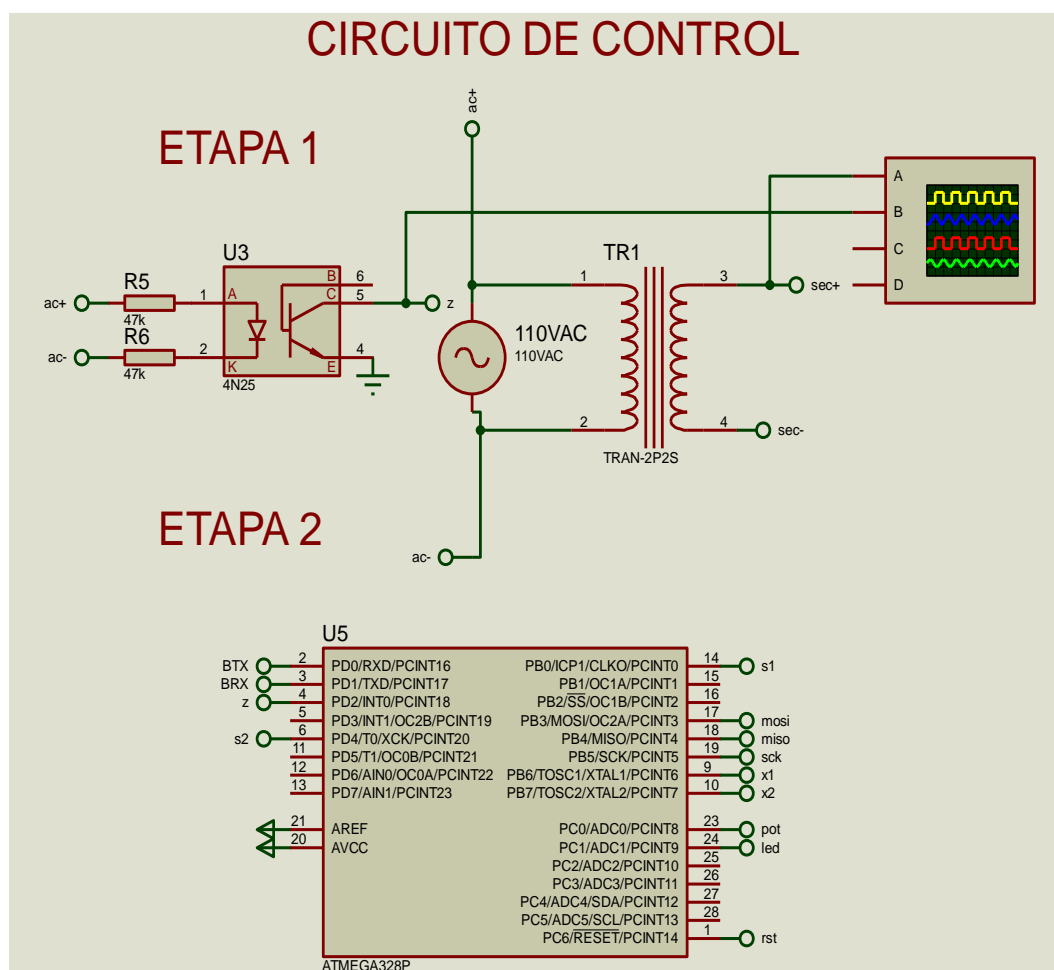 CIRCUITO DE CONTROL
ac+
ETAPA 1
A
B
C
D
U3
TR1
R5
47k
R6
47k
ac+
ac-
1
A
2
K
B
6
C
5
E
4
4N25
z
110VAC
110VAC
1
2
3
4
TRAN-2P2S
sec+
sec-
ETAPA 2
ac-
U5
BTX 2 PD0/RXD/PCINT16 PB0/ICP1/CLKO/PCINT0 14 s1
BRX 3 PD1/TXD/PCINT17 PB1/OC1A/PCINT1 15
z 4 PD2/INT0/PCINT18 PB2/SS/OC1B/PCINT2 16
5 PD3/INT1/OC2B/PCINT19 PB3/MOSI/OC2A/PCINT3 17 mosi
s2 6 PD4/T0/XCK/PCINT20 PB4/MISO/PCINT4 18 miso
11 PD5/T1/OC0B/PCINT21 PB5/SCK/PCINT5 19 sck
12 PD6/AIN0/OC0A/PCINT22 PB6/TOSC1/XTAL1/PCINT6 9 x1
13 PD7/AIN1/PCINT23 PB7/TOSC2/XTAL2/PCINT7 10 x2
21 AREF PC0/ADC0/PCINT8 23 pot
20 AVCC PC1/ADC1/PCINT9 24 led
PC2/ADC2/PCINT10 25
PC3/ADC3/PCINT11 26
PC4/ADC4/SDA/PCINT12 27
PC5/ADC5/SCL/PCINT13 28
PC6/RESET/PCINT14 1 rst
ATMEGA328P